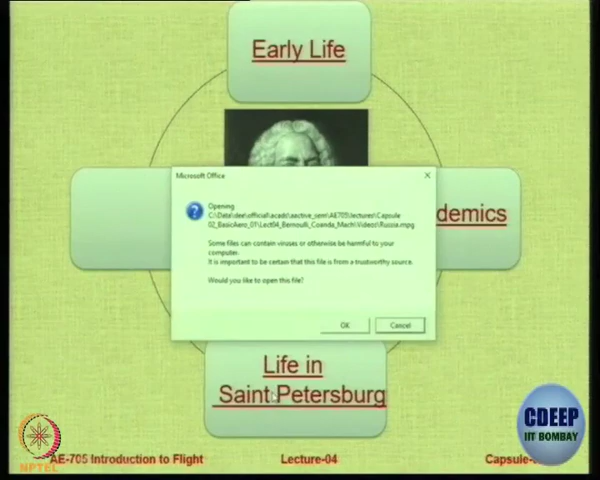 Early Life
Microsoft Office
Opening
C:\Data\dee\official\acads\aactive_sem\AE705\lectures\Capsule
02_BasicAero_01\Lect04_Bernoulli_Coanda_Mach\Videos\Russia.mpg
Some files can contain viruses or otherwise be harmful to your
computer.
It is important to be certain that this file is from a trustworthy source.
Would you like to open this file?
OK
Cancel
demics
Life in
Saint Petersburg
CDEEP
IIT BOMBAY
NPTEL
AE-705 Introduction to Flight
Lecture-04